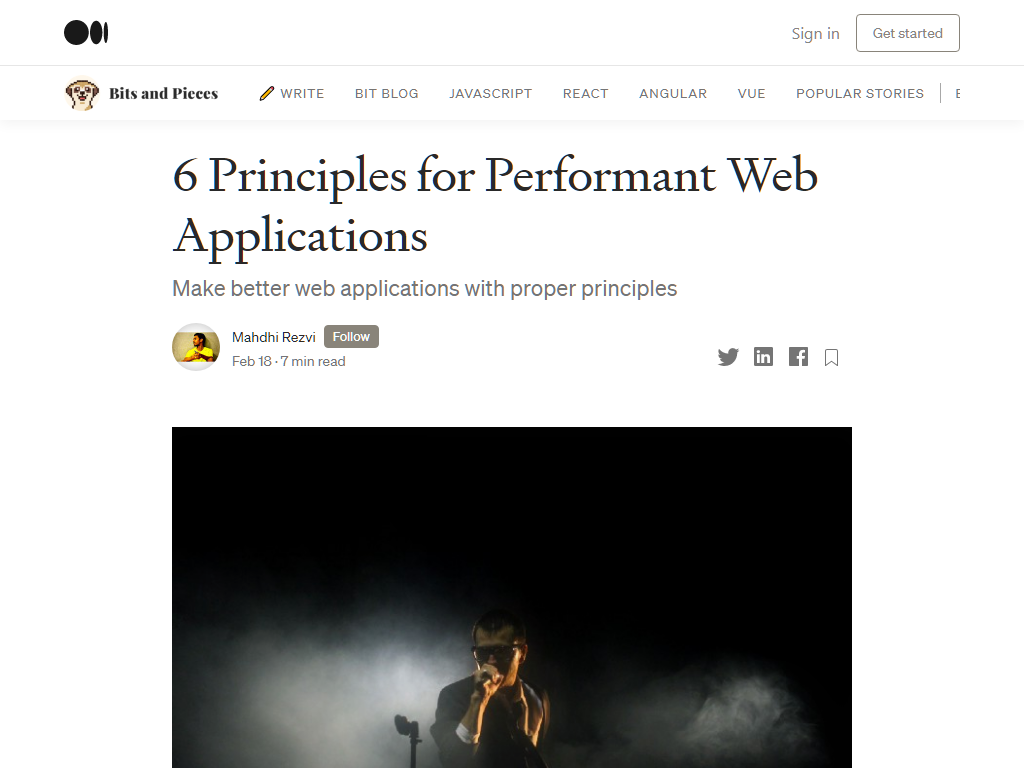 Sign in
Get started
Bits and Pieces
WRITE
BIT BLOG
JAVASCRIPT
REACT
ANGULAR
VUE
POPULAR STORIES
6 Principles for Performant Web
Applications
Make better web applications with proper principles
Mahdhi Rezvi
Follow
Feb 18 · 7 min read